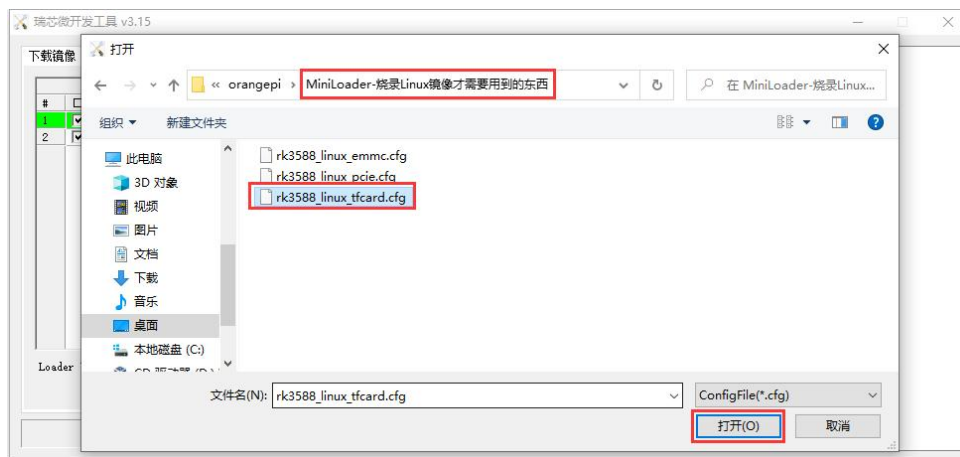 瑞芯微开发工具 v3.15
下载镜像
打开
« orangepi › MiniLoader-烧录Linux镜像才需要用到的东西
在 MiniLoader-烧录Linux...
组织 新建文件夹
#
1
2
此电脑
3D 对象
视频
图片
文档
下载
音乐
桌面
本地磁盘 (C:)
rk3588_linux_emmc.cfg
rk3588_linux_pcie.cfg
rk3588_linux_tfcard.cfg
Loader
文件名(N): rk3588_linux_tfcard.cfg
ConfigFile(*.cfg)
打开(O) 取消